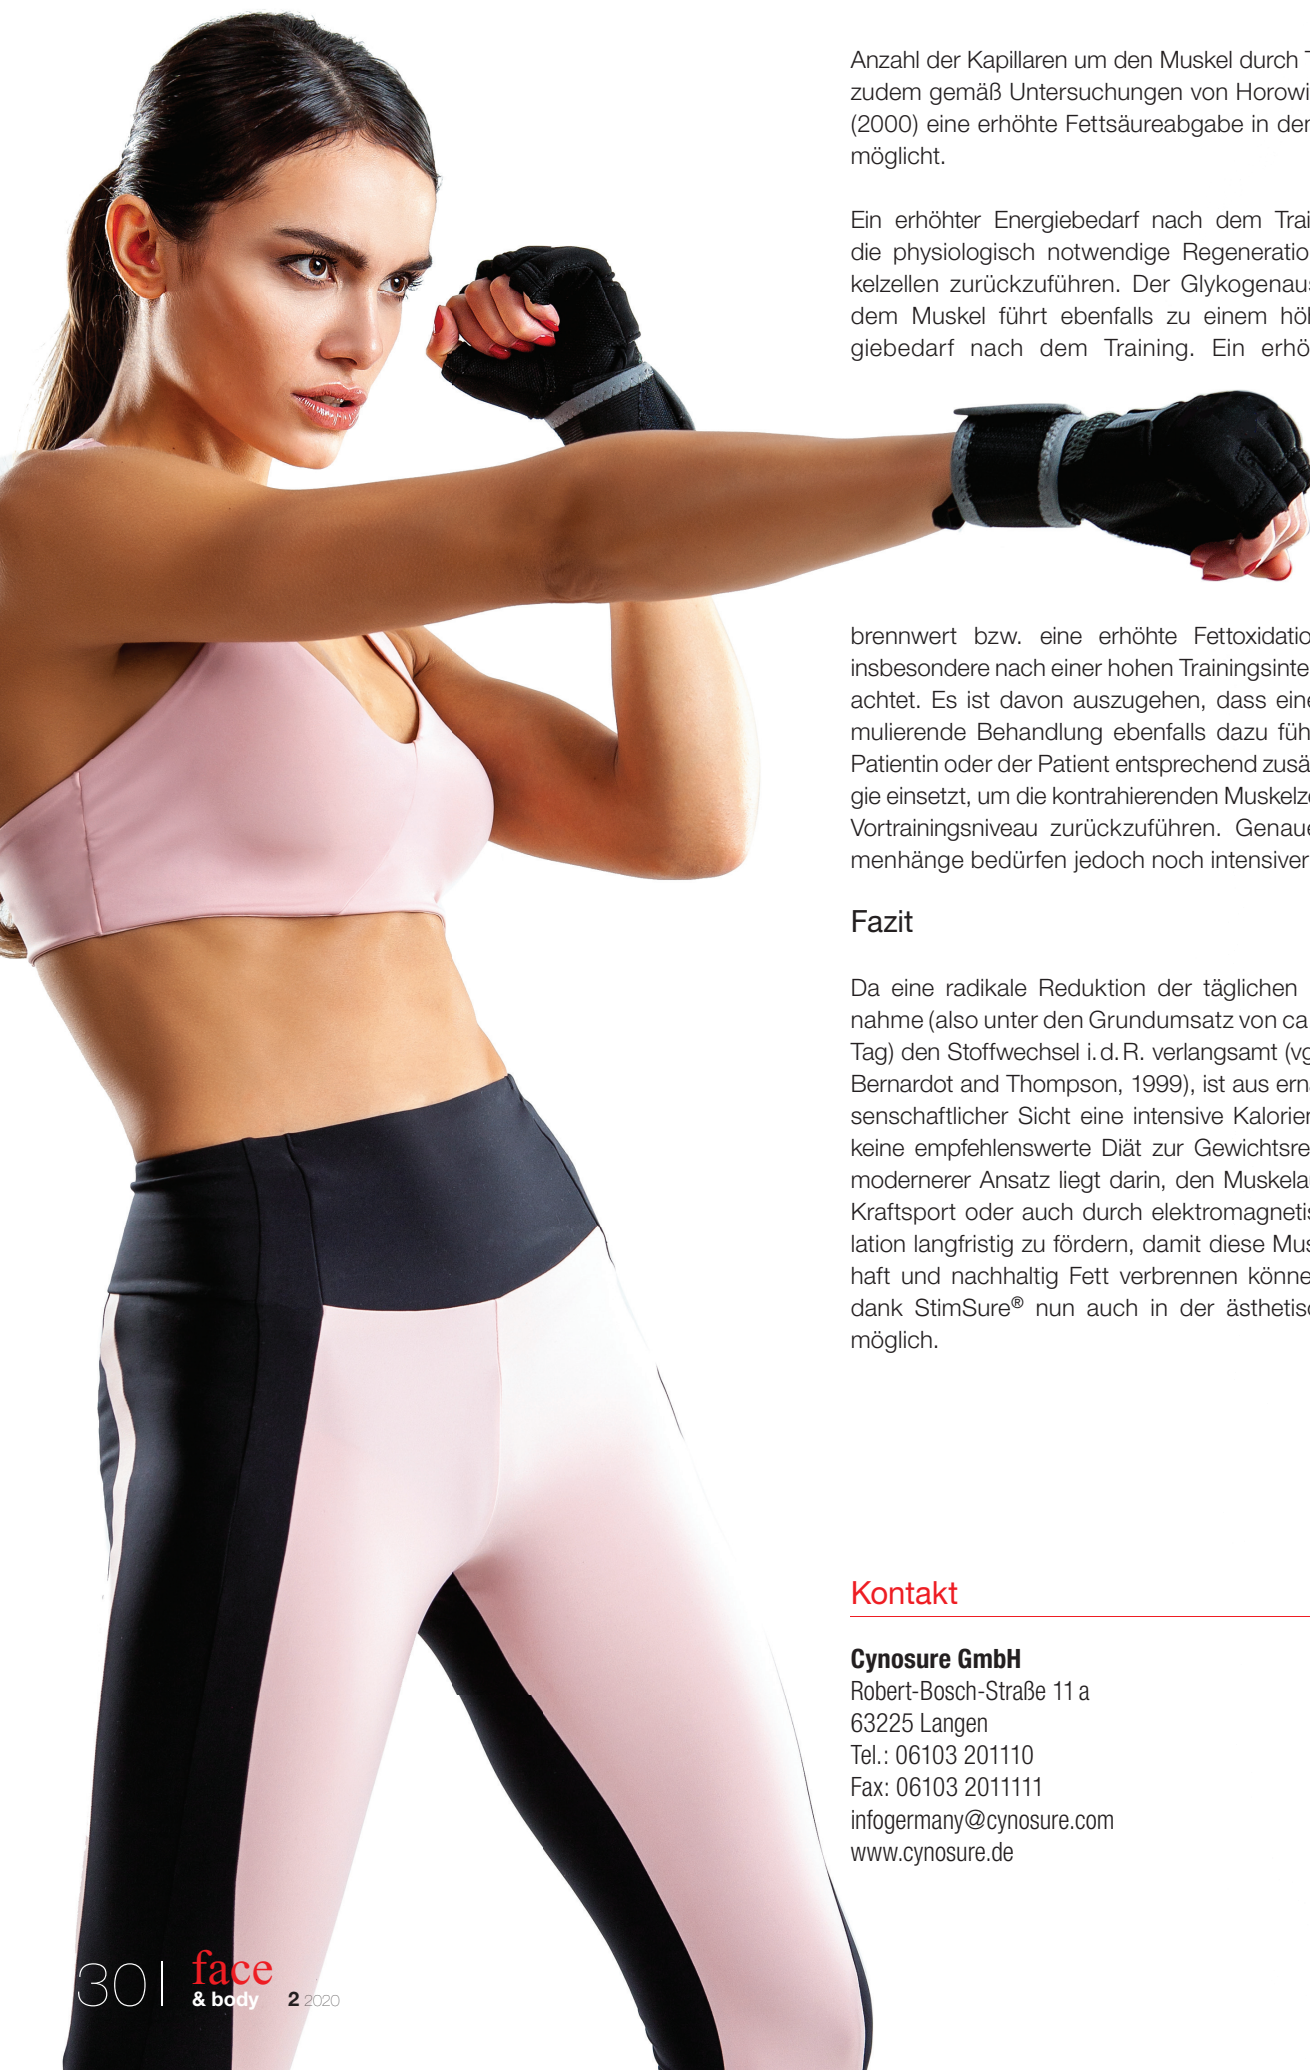 Anzahl der Kapillaren um den Muskel durch
zudem gemäß Untersuchungen von Horowi
(2000) eine erhöhte Fettsäureabgabe in der
möglicht.
Ein erhöhter Energiebedarf nach dem Trai
die physiologisch notwendige Regeneratio
kelzellen zurückzuführen. Der Glykogenaus
dem Muskel führt ebenfalls zu einem höh
giebedarf nach dem Training. Ein erhö
brennwert bzw. eine erhöhte Fettoxidatio
insbesondere nach einer hohen Trainingsinte
achtet. Es ist davon auszugehen, dass eine
mulierende Behandlung ebenfalls dazu füh
Patientin oder der Patient entsprechend zusä
gie einsetzt, um die kontrahierenden Muskelze
Vortrainingsniveau zurückzuführen. Genaue
menhänge bedürfen jedoch noch intensiver
Fazit
Da eine radikale Reduktion der täglichen
nahme (also unter den Grundumsatz von ca
Tag) den Stoffwechsel i. d. R. verlangsamt (vg
Bernardot and Thompson, 1999), ist aus ern
senschaftlicher Sicht eine intensive Kalorien
keine empfehlenswerte Diät zur Gewichtsre
modernerer Ansatz liegt darin, den Muskela
Kraftsport oder auch durch elektromagnetis
lation langfristig zu fördern, damit diese Mus
haft und nachhaltig Fett verbrennen könne
dank StimSure® nun auch in der ästhetisc
möglich.
Kontakt
Cynosure GmbH
Robert-Bosch-Straße 11 a
63225 Langen
Tel.: 06103 201110
Fax: 06103 2011111
infogermany@cynosure.com
www.cynosure.de
30 | face
& body 2 2020